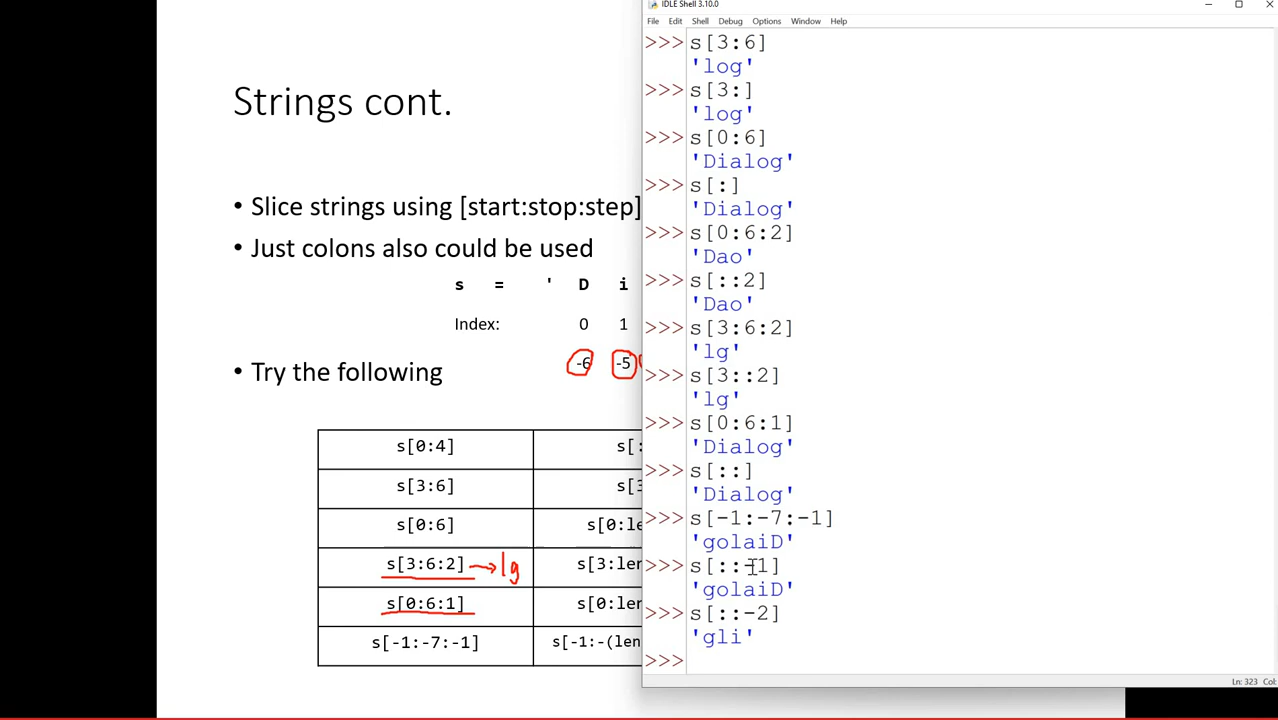 Strings cont.
• Slice strings using [start:stop:step]
• Just colons also could be used
s = ' D i
Index: 0 1
-6 -5
• Try the following
s[0:4] s[:
s[3:6] s[3
s[0:6] s[0:le
s[3:6:2] → lg s[3:len
s[0:6:1] s[0:len
s[-1:-7:-1] s[-1:-(len
IDLE Shell 3.10.0
File Edit Shell Debug Options Window Help
>>> s[3:6]
'log'
>>> s[3:]
'log'
>>> s[0:6]
'Dialog'
>>> s[:]
'Dialog'
>>> s[0:6:2]
'Dao'
>>> s[::2]
'Dao'
>>> s[3:6:2]
'lg'
>>> s[3::2]
'lg'
>>> s[0:6:1]
'Dialog'
>>> s[::]
'Dialog'
>>> s[-1:-7:-1]
'golaiD'
>>> s[::-1]
'golaiD'
>>> s[::-2]
'gli'
>>>
Ln: 323 Col: